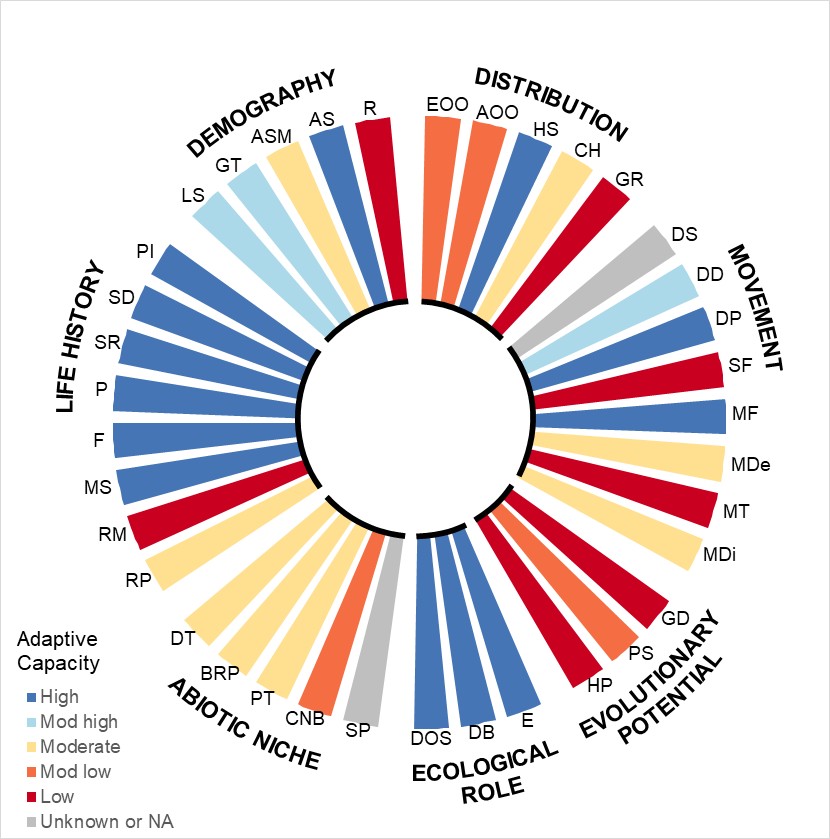 DEMOGRAPHY
DISTRIBUTION
MOVEMENT
EVOLUTIONARY
POTENTIAL
ECOLOGICAL
ROLE
ABIOTIC NICHE
LIFE HISTORY
EOO
AOO
HS
CH
GR
DS
DD
DP
SF
MF
MDe
MT
MDi
GD
PS
HP
E
DB
DOS
SP
CNB
PT
BRP
DT
RP
RM
MS
F
P
SR
SD
PI
LS
GT
ASM
AS
R
Adaptive
Capacity
High
Mod high
Moderate
Mod low
Low
Unknown or NA